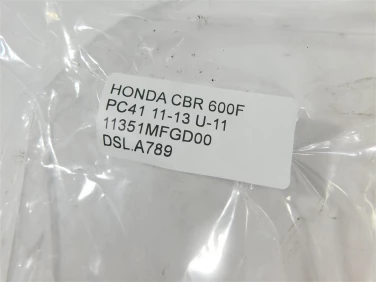 HONDA CBR 600F
PC41 11-13 U-11
11351MFGD00
DSL.A789